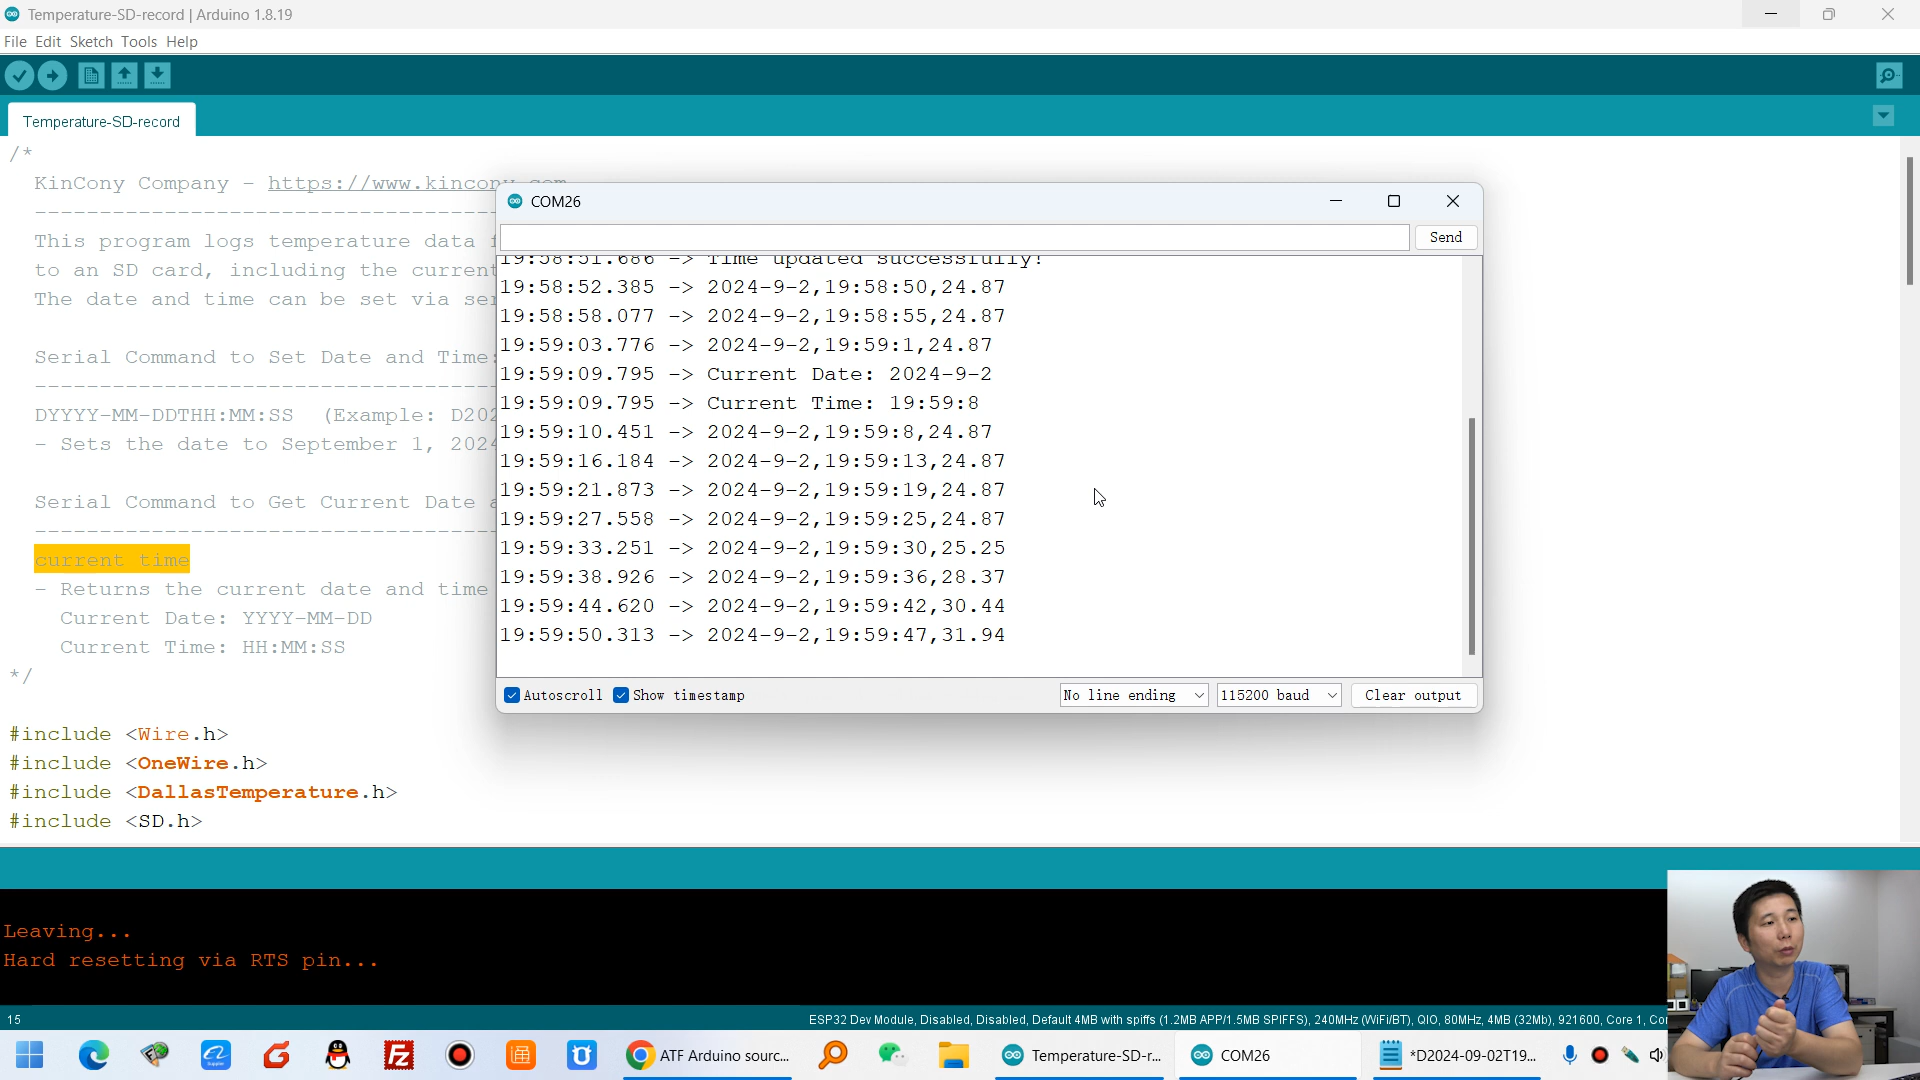 Temperature-SD-record | Arduino 1.8.19
File Edit Sketch Tools Help
Temperature-SD-record
/*
KinCony Company - https://www.kincony.com
This program logs temperature data
to an SD card, including the current
The date and time can be set via
Serial Command to Set Date and Time:
DYYYY-MM-DDTHH:MM:SS (Example: D202
- Sets the date to September 1, 2024
Serial Command to Get Current Date
current time
- Returns the current date and time
Current Date: YYYY-MM-DD
Current Time: HH:MM:SS
*/
#include <Wire.h>
#include <OneWire.h>
#include <DallasTemperature.h>
#include <SD.h>
COM26
Send
19:58:51.686 -> Time updated successfully!
19:58:52.385 -> 2024-9-2,19:58:50,24.87
19:58:58.077 -> 2024-9-2,19:58:55,24.87
19:59:03.776 -> 2024-9-2,19:59:1,24.87
19:59:09.795 -> Current Date: 2024-9-2
19:59:09.795 -> Current Time: 19:59:8
19:59:10.451 -> 2024-9-2,19:59:8,24.87
19:59:16.184 -> 2024-9-2,19:59:13,24.87
19:59:21.873 -> 2024-9-2,19:59:19,24.87
19:59:27.558 -> 2024-9-2,19:59:25,24.87
19:59:33.251 -> 2024-9-2,19:59:30,25.25
19:59:38.926 -> 2024-9-2,19:59:36,28.37
19:59:44.620 -> 2024-9-2,19:59:42,30.44
19:59:50.313 -> 2024-9-2,19:59:47,31.94
Autoscroll Show timestamp No line ending 115200 baud Clear output
Leaving...
Hard resetting via RTS pin...
15 ESP32 Dev Module, Disabled, Disabled, Default 4MB with spiffs (1.2MB APP/1.5MB SPIFFS), 240MHz (WiFi/BT), QIO, 80MHz, 4MB (32Mb), 921600, Core 1,
ATF Arduino sourc... Temperature-SD-r... COM26 *D2024-09-02T19...